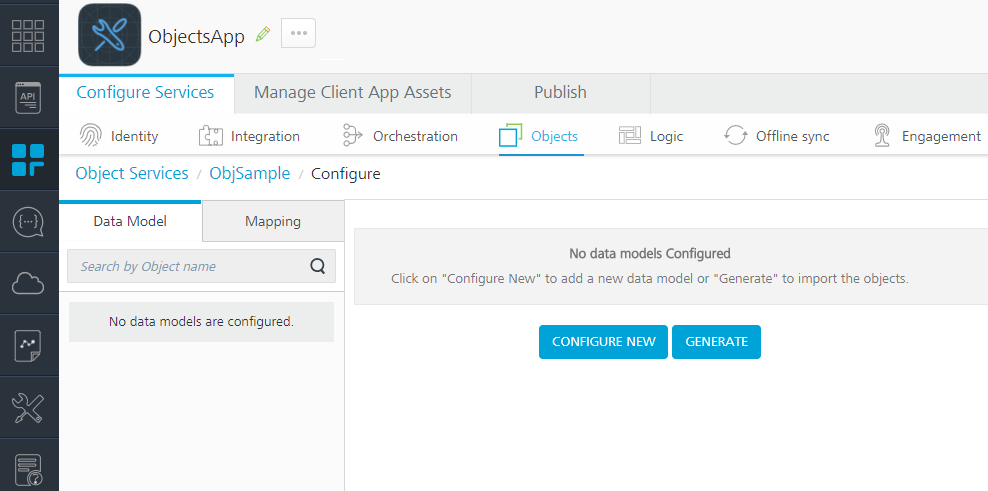 ObjectsApp
API
Configure Services
Manage Client App Assets
Publish
Identity
Integration
Orchestration
Objects
Logic
Offline sync
Engagement
Object Services / ObjSample / Configure
Data Model
Mapping
Search by Object name
No data models are configured.
No data models Configured
Click on "Configure New" to add a new data model or "Generate" to import the objects.
CONFIGURE NEW
GENERATE